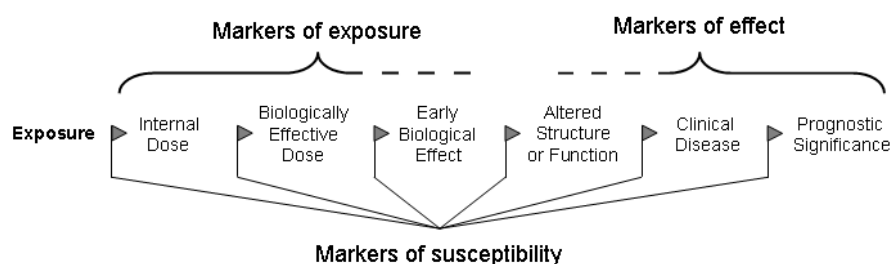 Markers of exposure
Markers of effect
Exposure
Internal
Dose
Biologically
Effective
Dose
Early
Biological
Effect
Altered
Structure
or Function
Clinical
Disease
Prognostic
Significance
Markers of susceptibility